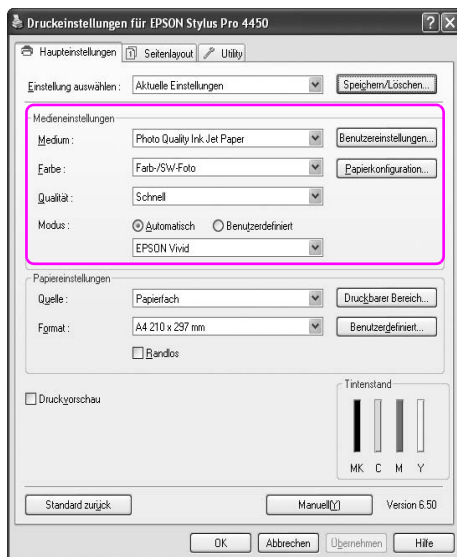 Druckeinstellungen für EPSON Stylus Pro 4450
Haupteinstellungen Seitenlayout Utility
Einstellung auswählen : Aktuelle Einstellungen Speichern/Löschen...
Medieneinstellungen
Medium : Photo Quality Ink Jet Paper Benutzereinstellungen...
Farbe : Farb-/SW-Foto Papierkonfiguration...
Qualität : Schnell
Modus : Automatisch Benutzerdefiniert
EPSON Vivid
Papiereinstellungen
Quelle : Papierfach Druckbarer Bereich...
Format : A4 210 x 297 mm Benutzerdefiniert...
Randlos
Druckvorschau
Tintenstand
MK C M Y
Standard zurück Manuell(Y) Version 6.50
OK Abbrechen Übernehmen Hilfe